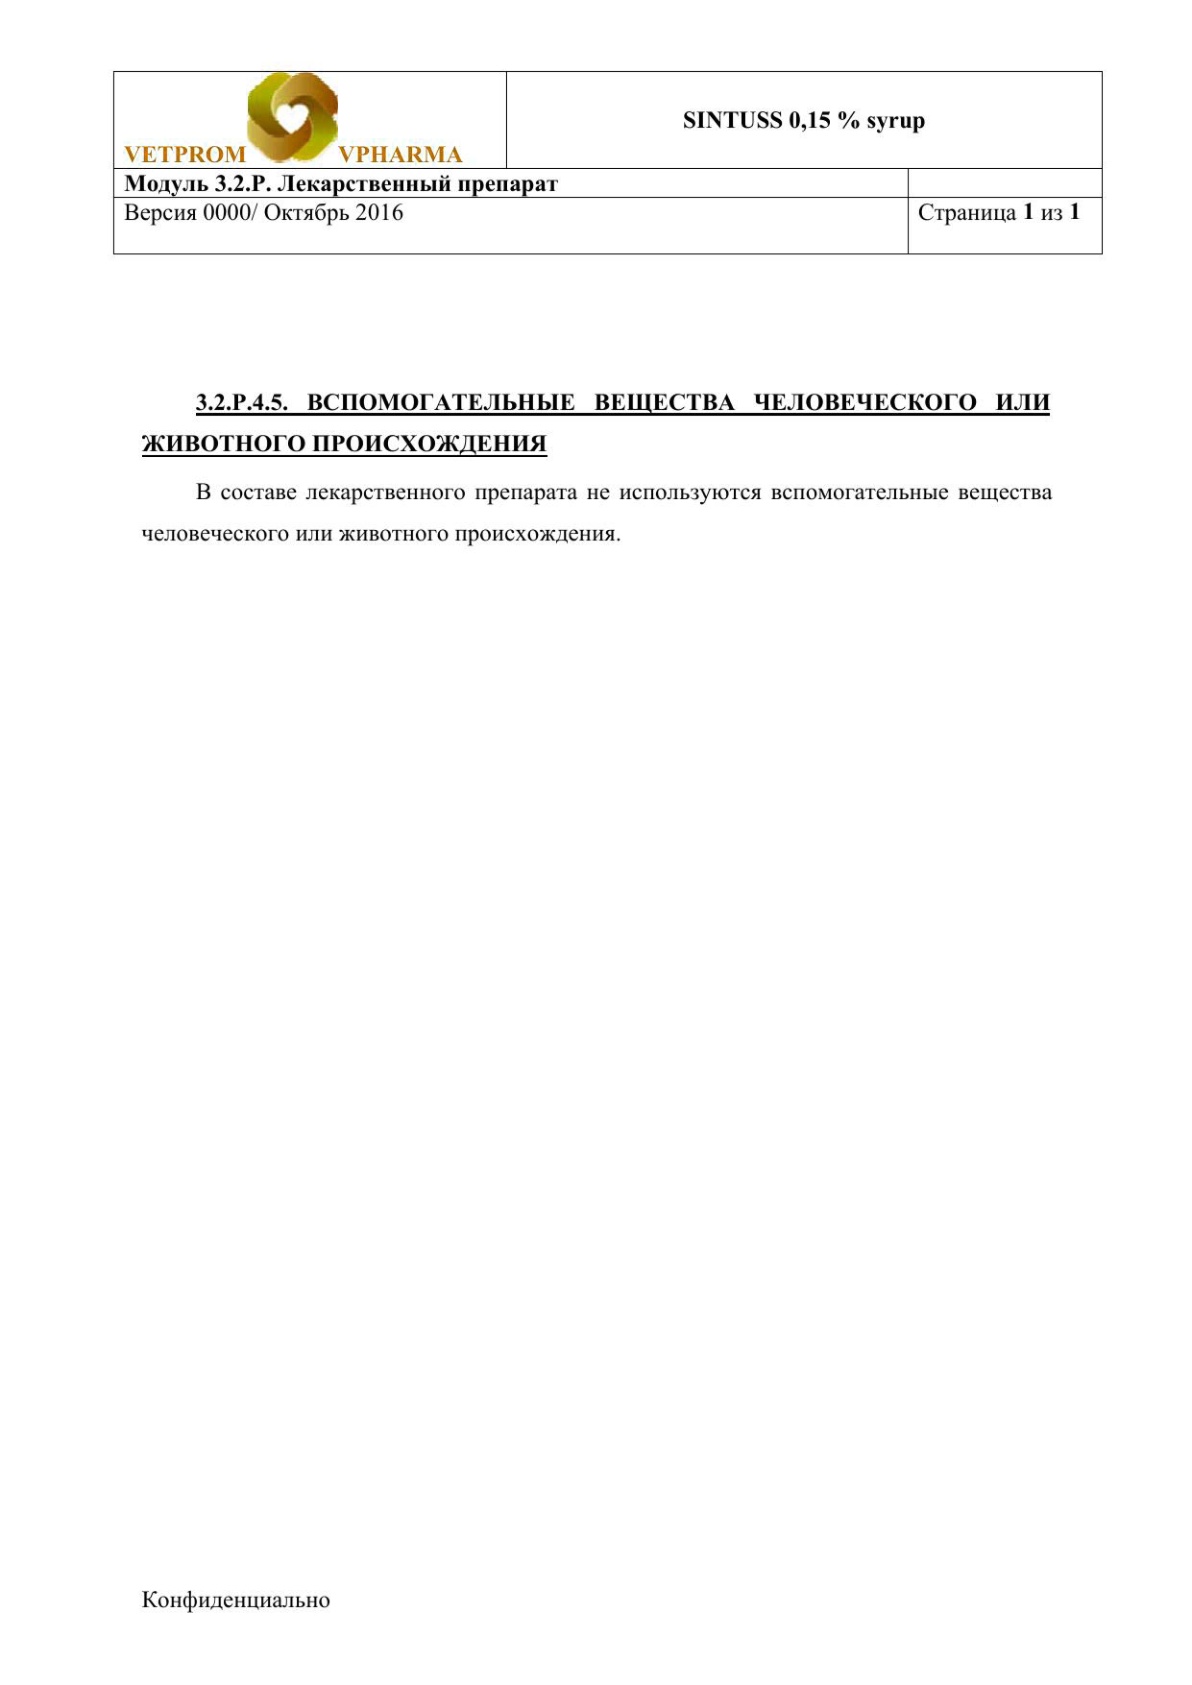 VETPROM VPHARMA
SINTUSS 0,15 % syrup
Модуль 3.2.Р. Лекарственный препарат
Версия 0000/ Октябрь 2016
Страница 1 из 1
3.2.Р.4.5. ВСПОМОГАТЕЛЬНЫЕ ВЕЩЕСТВА ЧЕЛОВЕЧЕСКОГО ИЛИ
ЖИВОТНОГО ПРОИСХОЖДЕНИЯ
В составе лекарственного препарата не используются вспомогательные вещества
человеческого или животного происхождения.
Конфиденциально